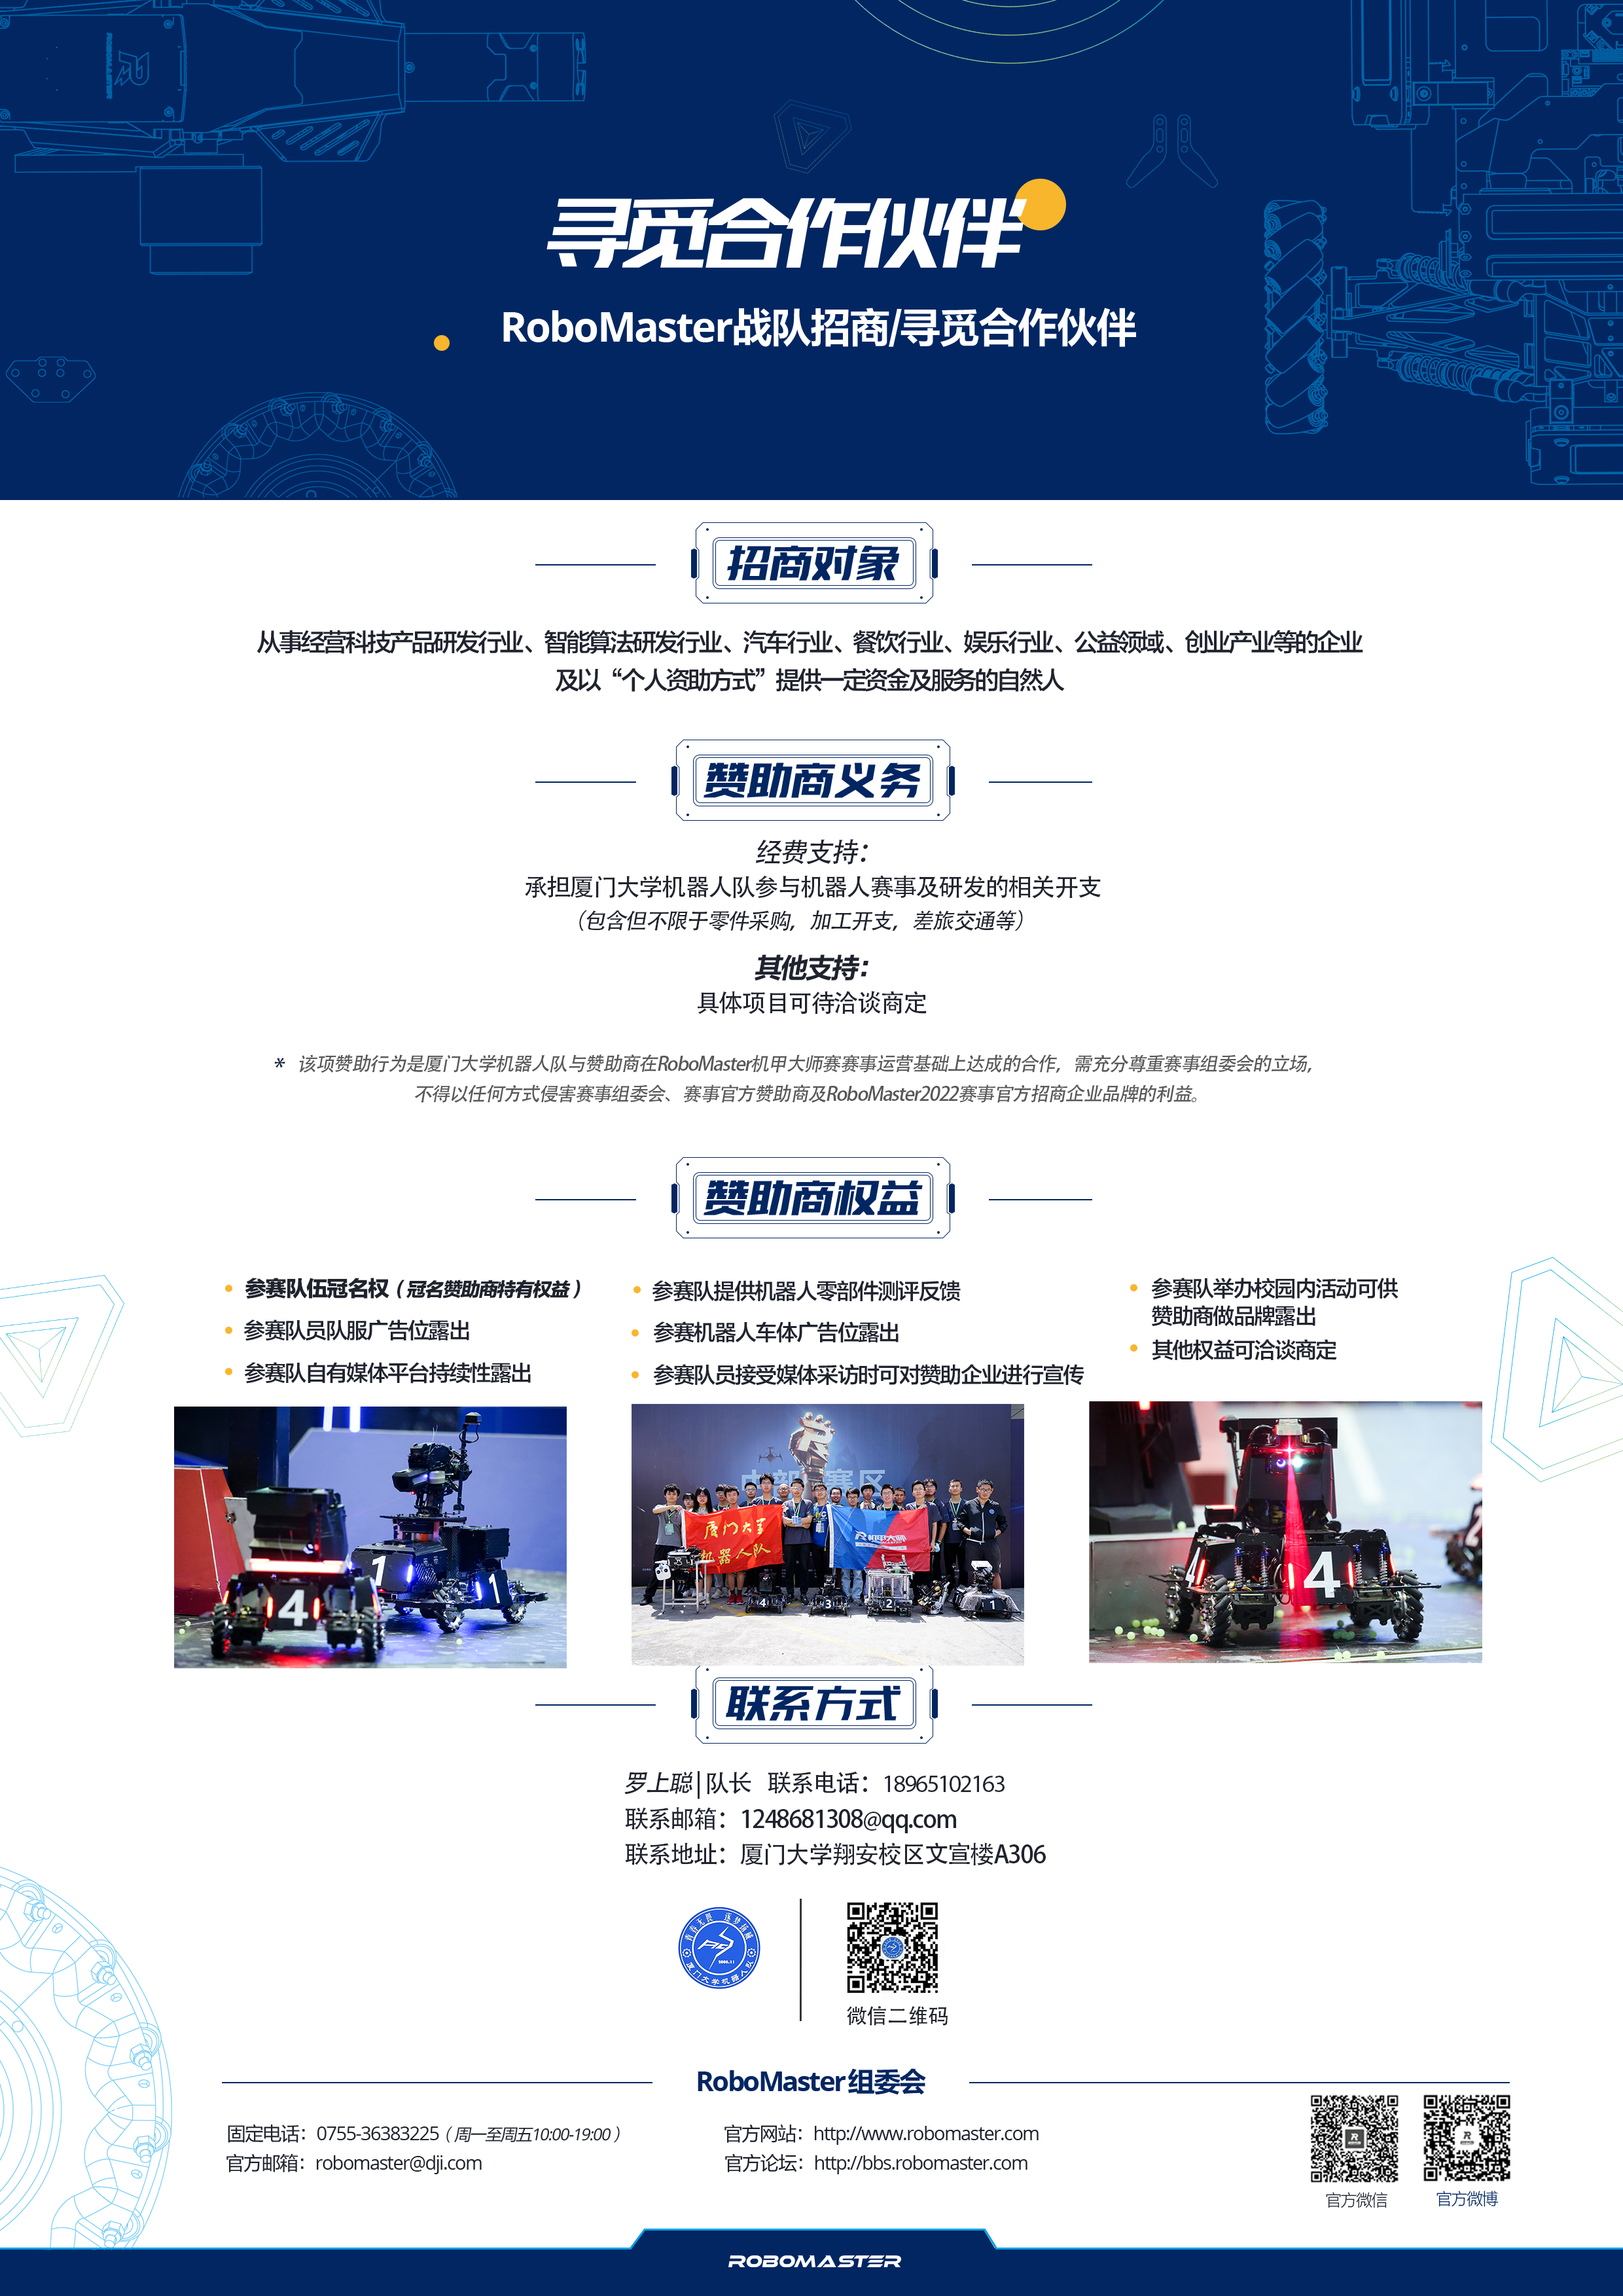 ROBOMASTER
寻觅合作伙伴
RoboMaster战队招商/寻觅合作伙伴
招商对象
从事经营科技产品研发行业、智能算法研发行业、汽车行业、餐饮行业、娱乐行业、公益领域、创业产业等的企业
及以“个人资助方式”提供一定资金及服务的自然人
赞助商义务
经费支持：
承担厦门大学机器人队参与机器人赛事及研发的相关开支
（包含但不限于零件采购，加工开支，差旅交通等）
其他支持：
具体项目可待洽谈商定
* 该项赞助行为是厦门大学机器人队与赞助商在RoboMaster机甲大师赛赛事运营基础上达成的合作，需充分尊重赛事组委会的立场，
不得以任何方式侵害赛事组委会、赛事官方赞助商及RoboMaster2022赛事官方招商企业品牌的利益。
赞助商权益
• 参赛队伍冠名权（冠名赞助商特有权益）
• 参赛队员队服广告位露出
• 参赛队自有媒体平台持续性露出
• 参赛队提供机器人零部件测评反馈
• 参赛机器人车体广告位露出
• 参赛队员接受媒体采访时可对赞助企业进行宣传
• 参赛队举办校园内活动可供
赞助商做品牌露出
• 其他权益可洽谈商定
4
1
1
赛区
厦门大学
机器人队
机甲大师
4
3
2
1
4
4
联系方式
罗上聪|队长 联系电话：18965102163
联系邮箱：1248681308@qq.com
联系地址：厦门大学翔安校区文宣楼A306
厦门大学机器人队
微信二维码
RoboMaster 组委会
固定电话：0755-36383225（周一至周五10:00-19:00）
官方邮箱：robomaster@dji.com
官方网站：http://www.robomaster.com
官方论坛：http://bbs.robomaster.com
官方微信
官方微博
ROBOMASTER